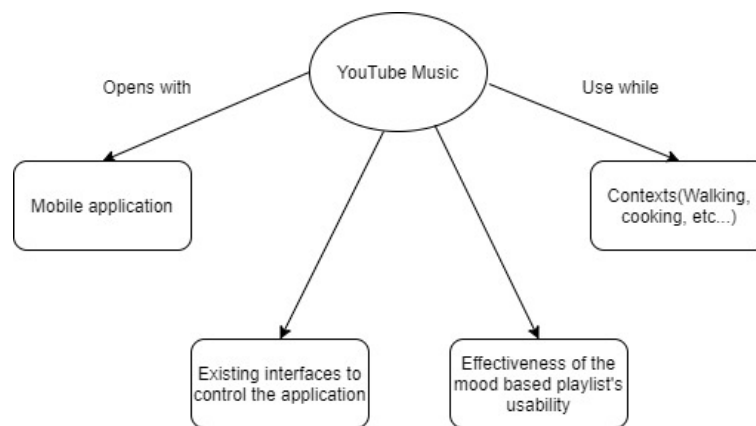 YouTube Music
Opens with
Use while
Mobile application
Contexts(Walking,
cooking, etc...)
Existing interfaces to
control the application
Effectiveness of the
mood based playlist's
usability